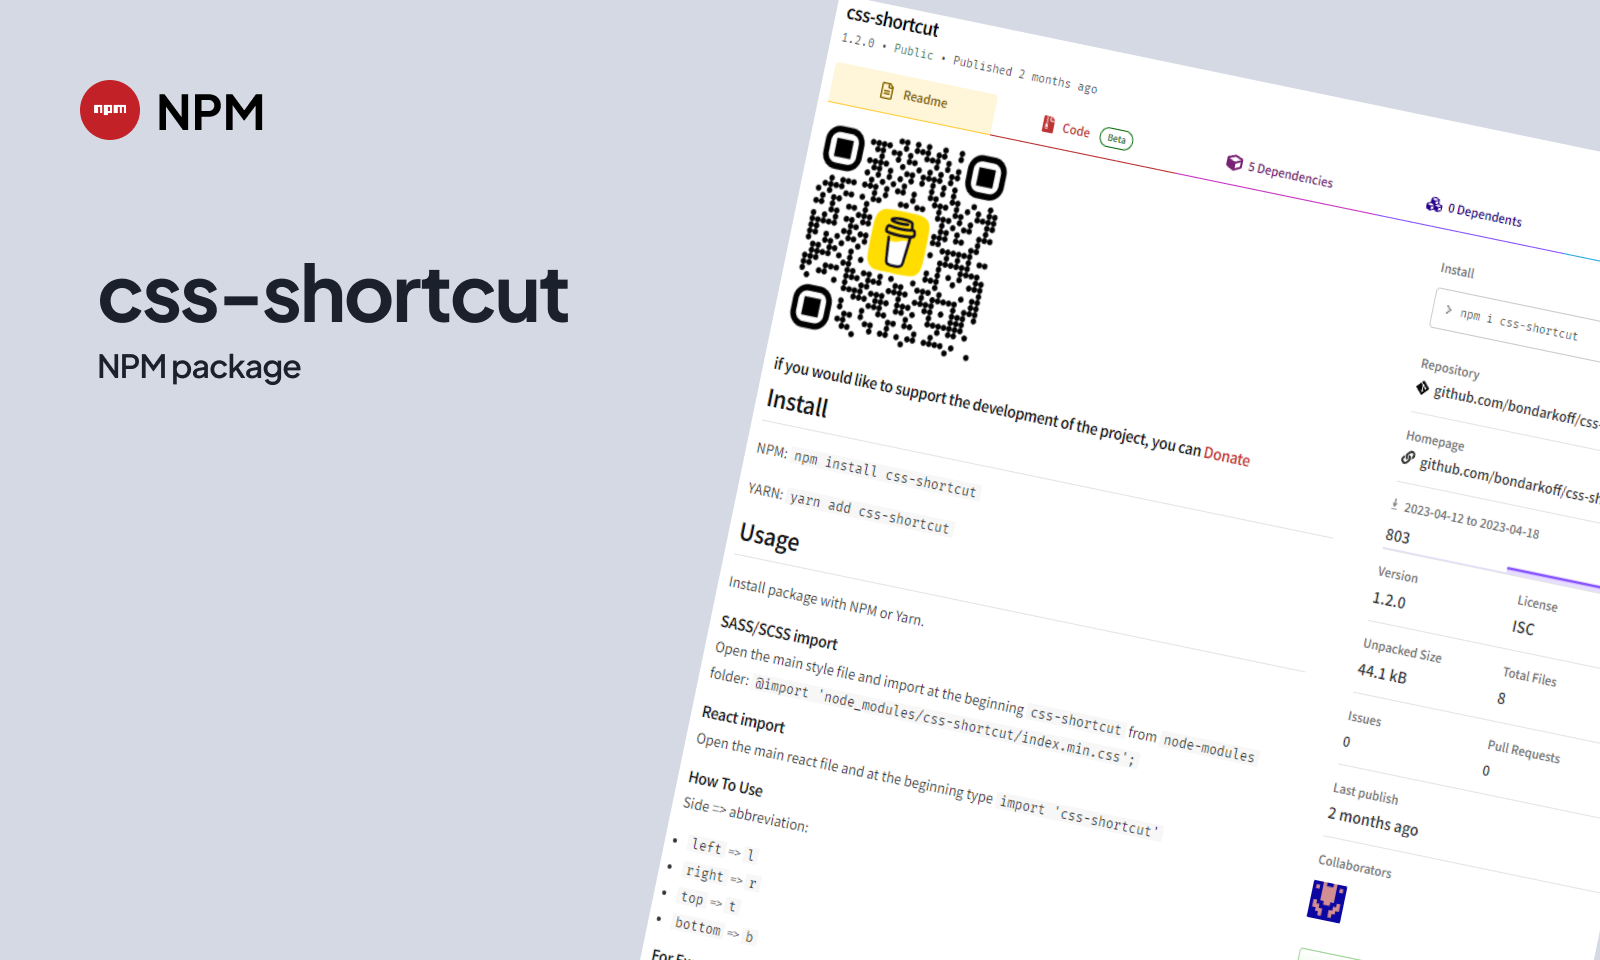 npm
NPM
css-shortcut
NPM package
css-shortcut
1.2.0 • Public • Published 2 months ago
Readme
Code
Beta
5 Dependencies
0 Dependents
if you would like to support the development of the project, you can Donate
Install
NPM: npm install css-shortcut
YARN: yarn add css-shortcut
Usage
Install package with NPM or Yarn.
SASS/SCSS import
Open the main style file and import at the beginning css-shortcut from node-modules
folder: @import 'node_modules/css-shortcut/index.min.css';
React import
Open the main react file and at the beginning type import 'css-shortcut'
How To Use
Side => abbreviation:
• left => l
• right => r
• top => t
• bottom => b
Install
> npm i css-shortcut
Repository
github.com/bondarkoff/css-
Homepage
github.com/bondarkoff/css-sh
2023-04-12 to 2023-04-18
803
Version
1.2.0
License
ISC
Unpacked Size
44.1 kB
Total Files
8
Issues
0
Pull Requests
0
Last publish
2 months ago
Collaborators